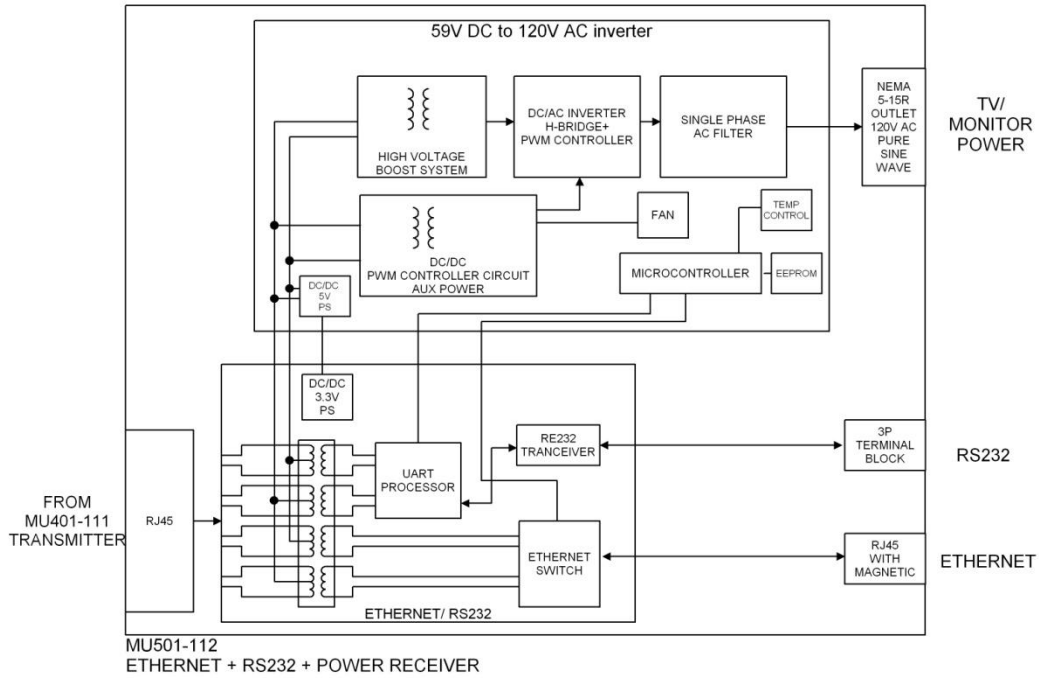 59V DC to 120V AC inverter
HIGH VOLTAGE
BOOST SYSTEM
DC/AC INVERTER
H-BRIDGE+
PWM CONTROLLER
SINGLE PHASE
AC FILTER
NEMA
5-15R
OUTLET
120V AC
PURE
SINE
WAVE
TV/
MONITOR
POWER
DC/DC
PWM CONTROLLER CIRCUIT
AUX POWER
FAN
TEMP
CONTROL
MICROCONTROLLER
EEPROM
DC/DC
5V
PS
DC/DC
3.3V
PS
FROM
MU401-111
TRANSMITTER
RJ45
UART
PROCESSOR
RE232
TRANCEIVER
3P
TERMINAL
BLOCK
RS232
ETHERNET
SWITCH
RJ45
WITH
MAGNETIC
ETHERNET
ETHERNET/ RS232
MU501-112
ETHERNET + RS232 + POWER RECEIVER